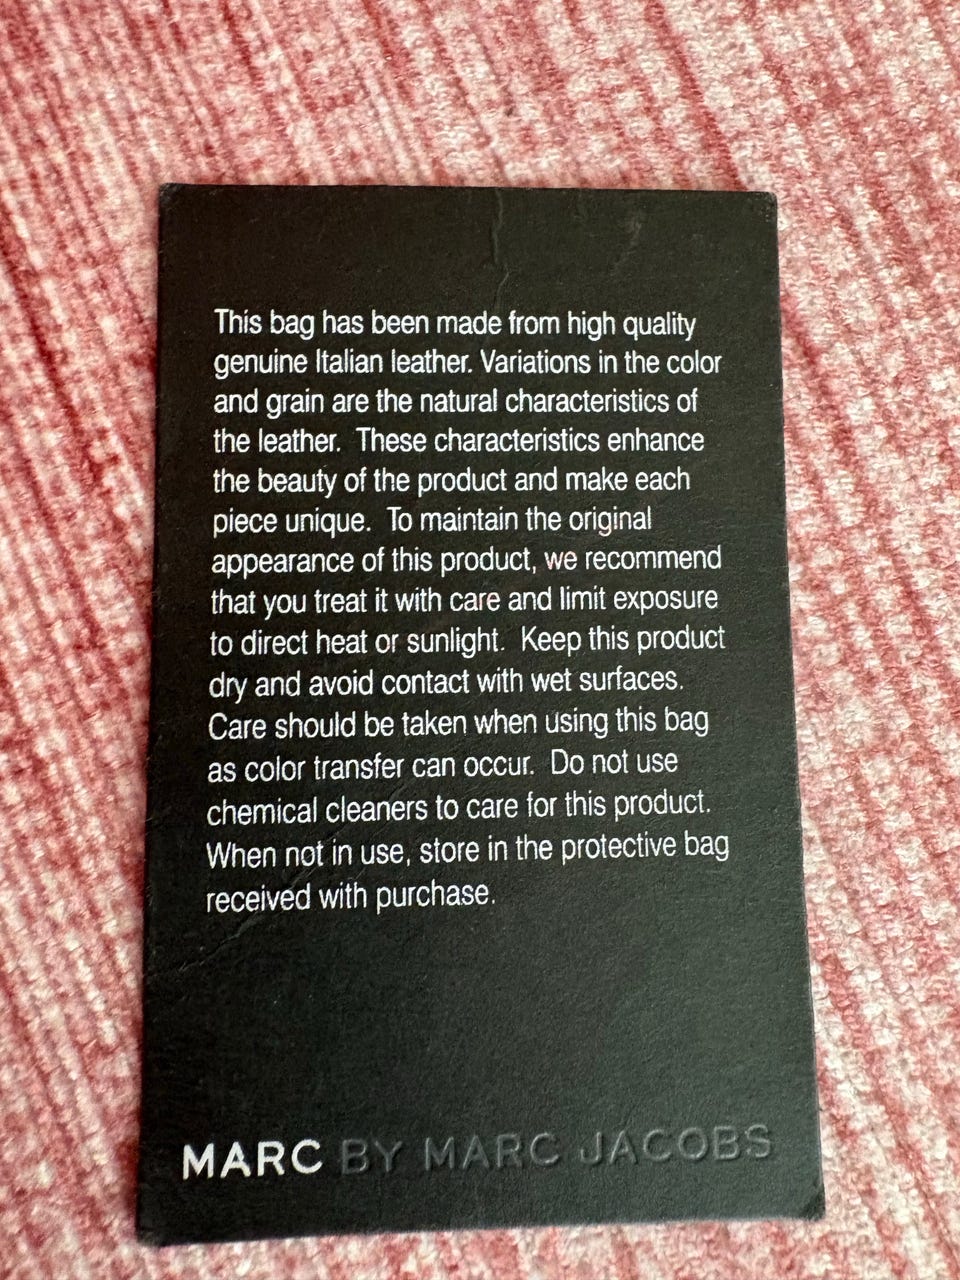 This bag has been made from high quality
genuine Italian leather. Variations in the color
and grain are the natural characteristics of
the leather.  These characteristics enhance
the beauty of the product and make each
piece unique.  To maintain the original
appearance of this product, we recommend
that you treat it with care and limit exposure
to direct heat or sunlight.  Keep this product
dry and avoid contact with wet surfaces.
Care should be taken when using this bag
as color transfer can occur.  Do not use
chemical cleaners to care for this product.
When not in use, store in the protective bag
received with purchase.
MARC BY MARC JACOBS